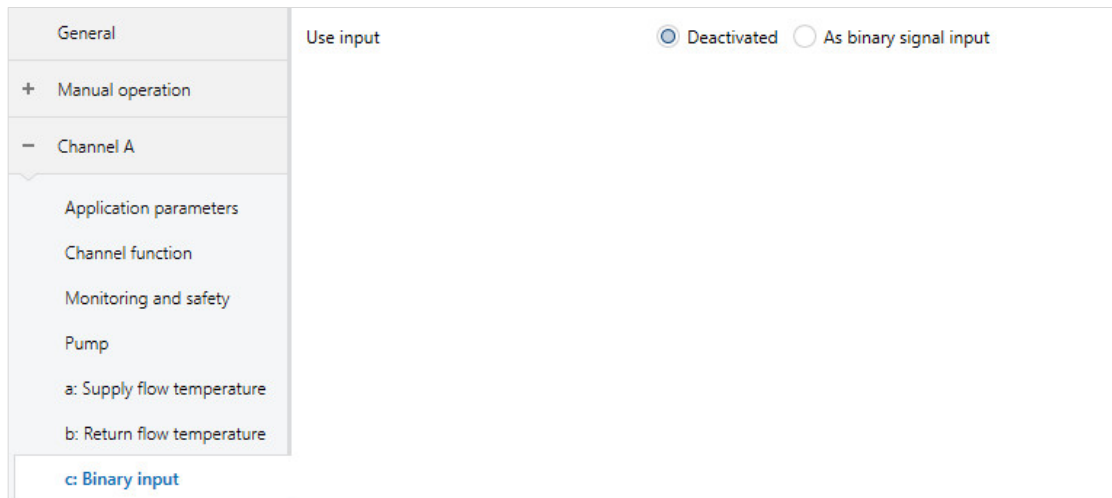 General
Manual operation
Channel A
Application parameters
Channel function
Monitoring and safety
Pump
a: Supply flow temperature
b: Return flow temperature
c: Binary input
Use input Deactivated As binary signal input